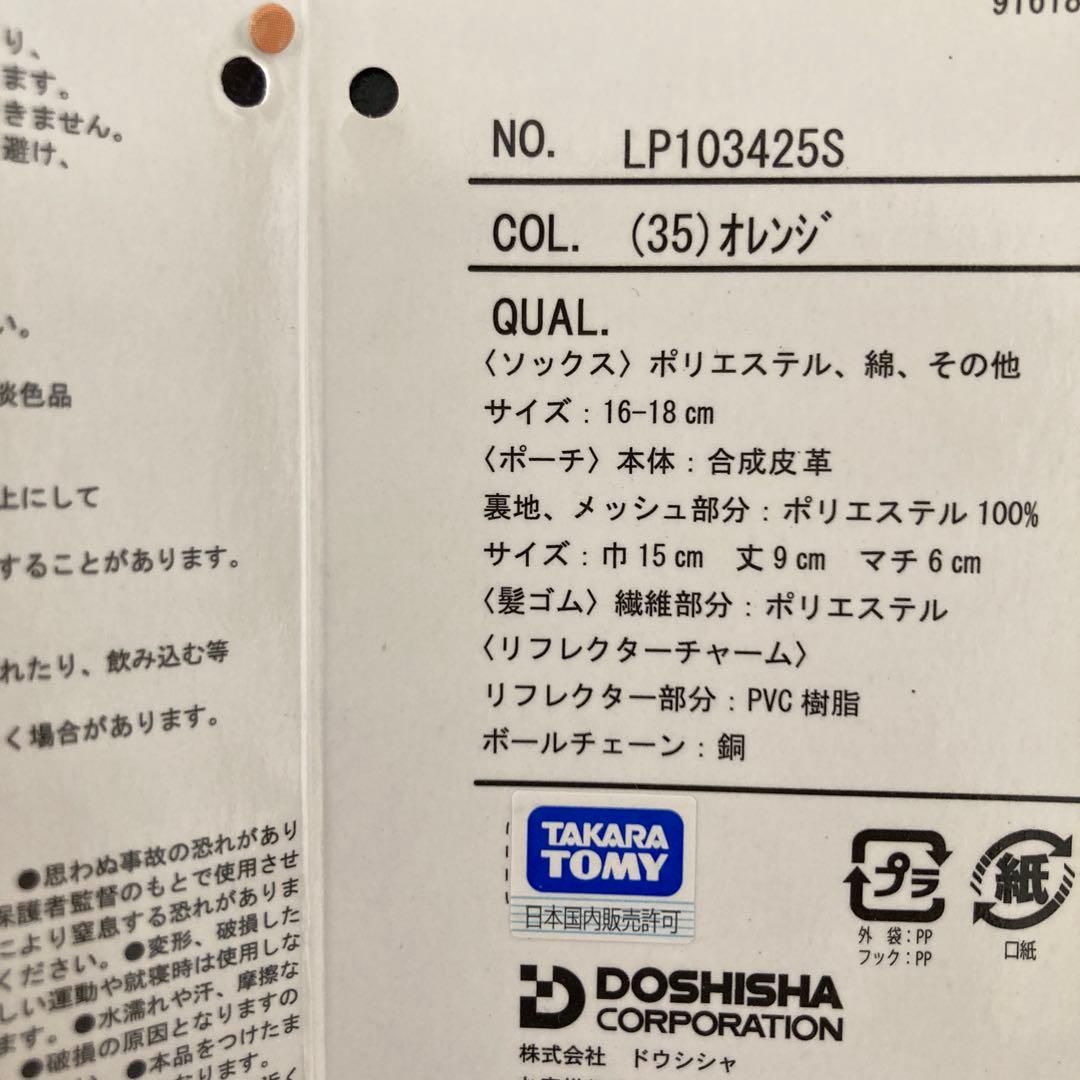 り、
ます。
きません。
避け、
い。
淡色品
上にして
することがあります。
れたり、飲み込む等
く場合があります。
●思わぬ事故の恐れがあり
保護者監督のもとで使用させ
により窒息する恐れがありま
ください。●変形、破損した
しい運動や就寝時は使用しな
ます。●水濡れや汗、摩擦な
●破損の原因となりますの
い。●本品をつけたま
なります。
NO. LP103425S
COL. (35)オレンジ
QUAL.
〈ソックス〉ポリエステル、綿、その他
サイズ：16-18㎝
〈ポーチ〉本体：合成皮革
裏地、メッシュ部分：ポリエステル100%
サイズ：巾15㎝ 丈9㎝ マチ6㎝
〈髪ゴム〉繊維部分：ポリエステル
〈リフレクターチャーム〉
リフレクター部分：PVC樹脂
ボールチェーン：銅
TAKARA
TOMY
日本国内販売許可
プラ
外袋：PP
フック：PP
紙
口紙
DOSHISHA
CORPORATION
株式会社 ドウシシャ